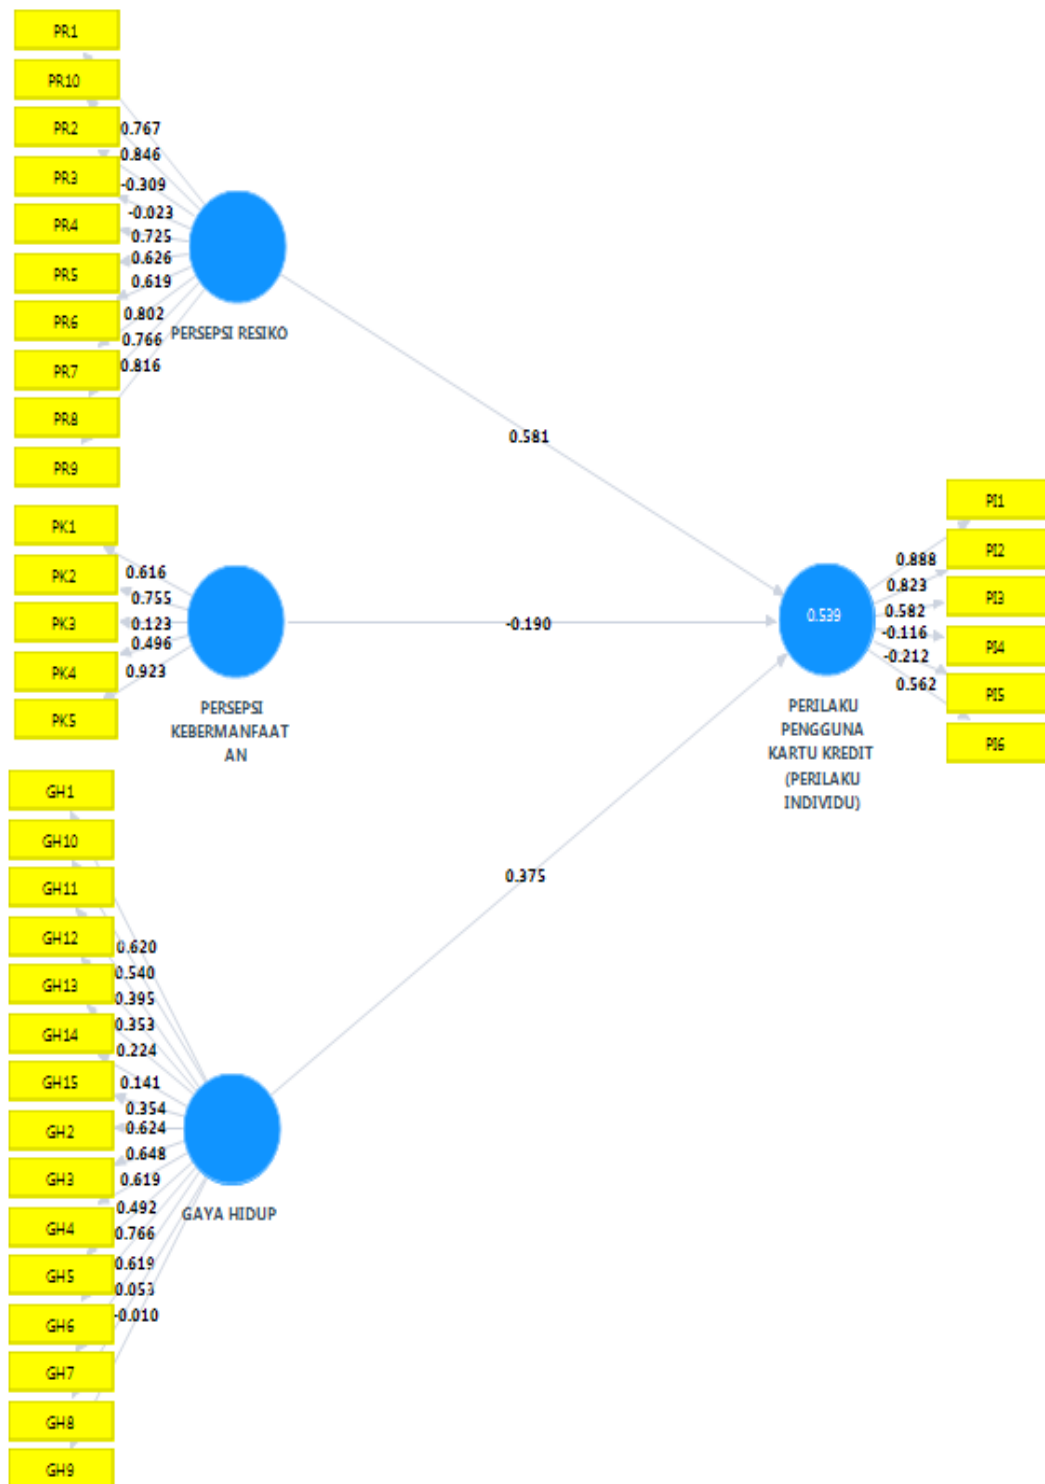 PR1
PR10
PR2
PR3
PR4
PR5
PR6
PR7
PR8
PR9
0.767
0.846
-0.309
-0.023
0.725
0.626
0.619
0.802
0.766
0.816
PERSEPSI RESIKO
0.581
PK1
PK2
PK3
PK4
PK5
0.616
0.755
0.123
0.496
0.923
PERSEPSI
KEBERMANFAAT
AN
-0.190
0.539
PERILAKU
PENGGUNA
KARTU KREDIT
(PERILAKU
INDIVIDU)
0.888
0.823
0.582
-0.116
-0.212
0.562
PI1
PI2
PI3
PI4
PI5
PI6
GH1
GH10
GH11
GH12
GH13
GH14
GH15
GH2
GH3
GH4
GH5
GH6
GH7
GH8
GH9
0.620
0.540
0.395
0.353
0.224
0.141
0.354
0.624
0.648
0.619
0.492
0.766
0.619
0.053
-0.010
GAYA HIDUP
0.375